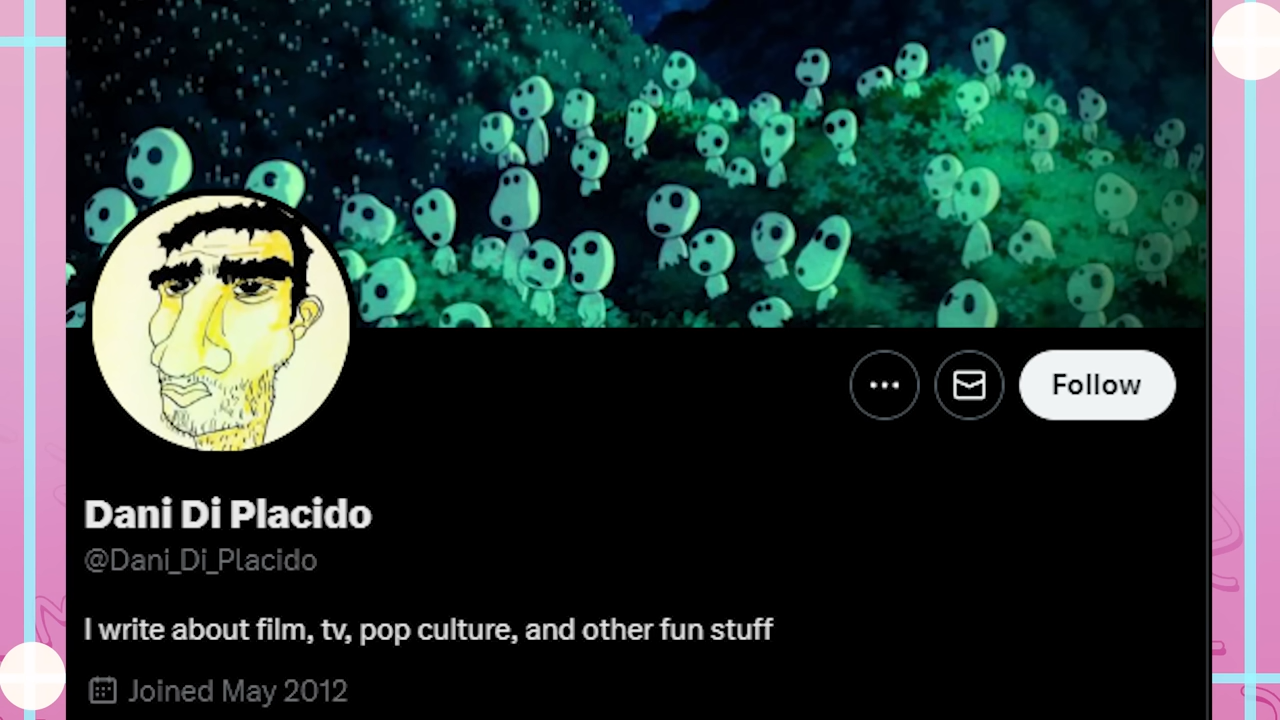 Follow
Dani Di Placido
@Dani_Di_Placido
I write about film, tv, pop culture, and other fun stuff
Joined May 2012